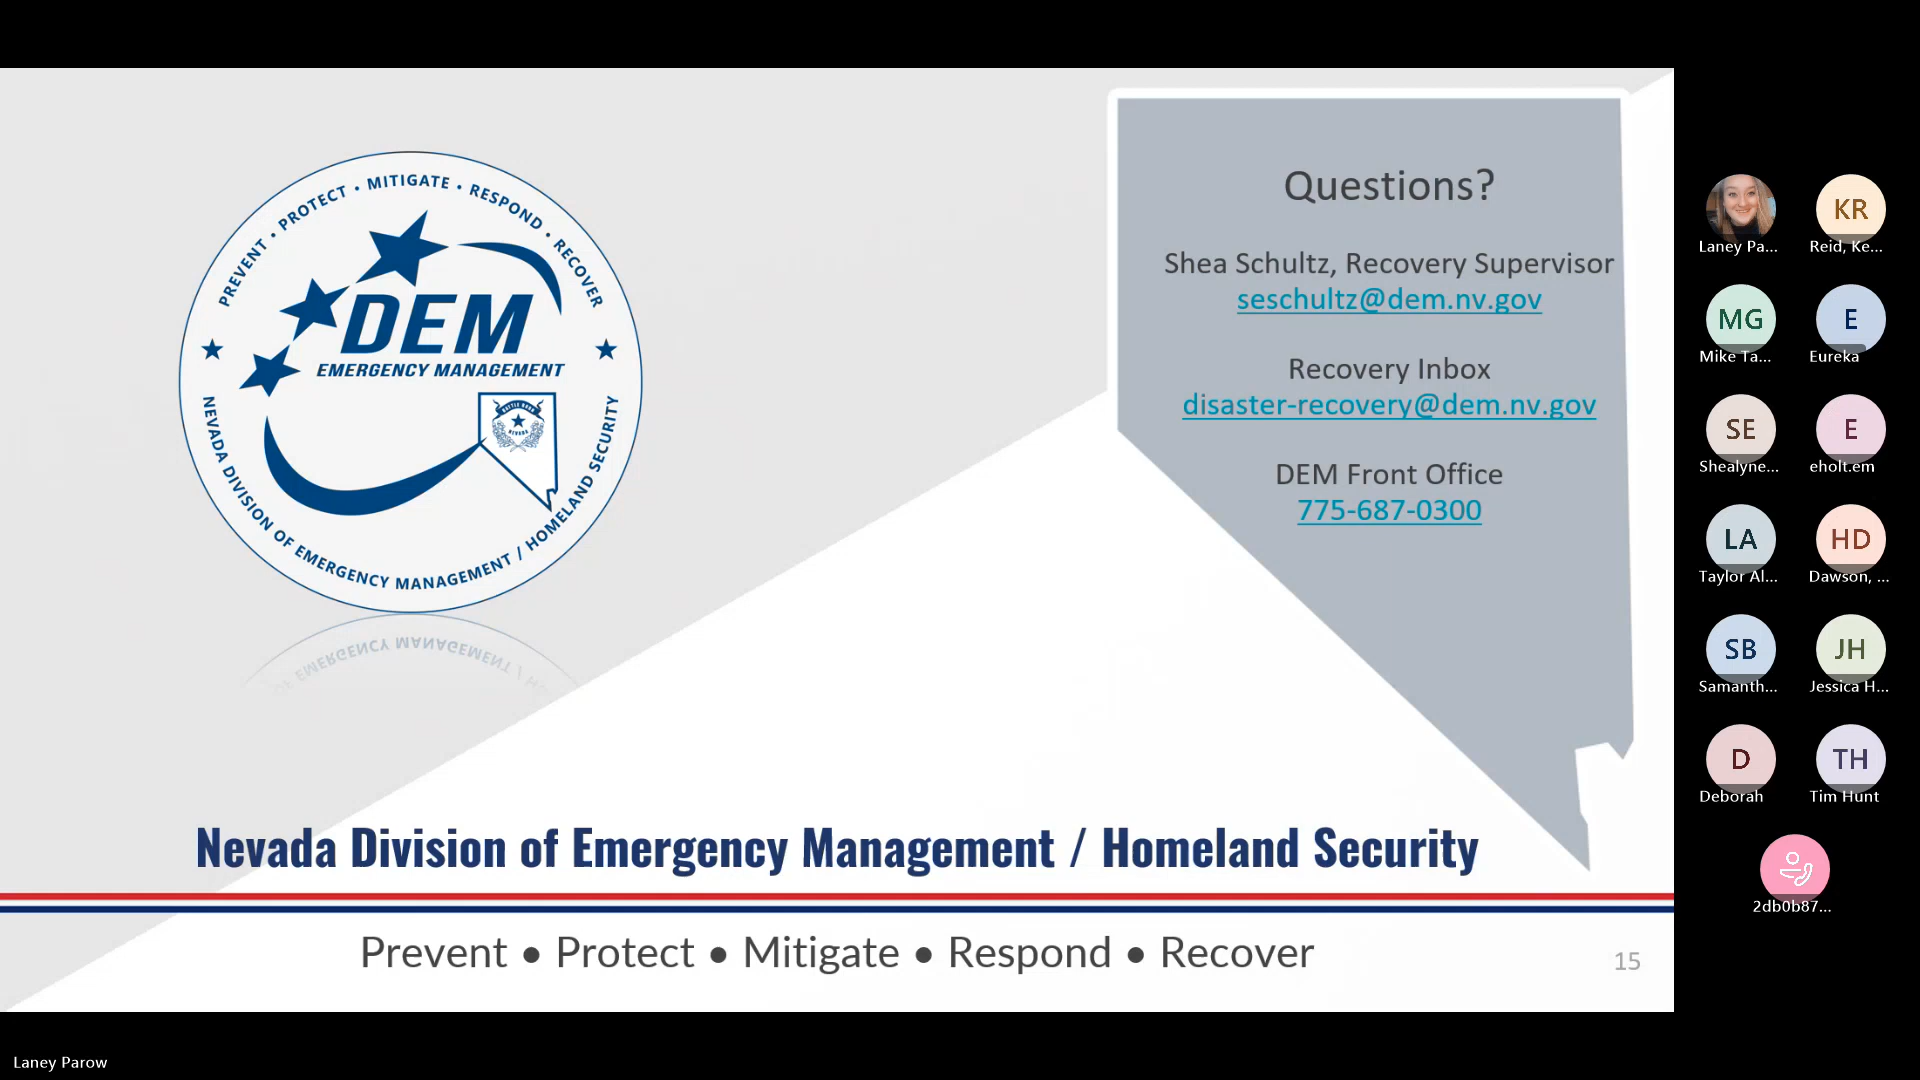 PREVENT • PROTECT • MITIGATE • RESPOND • RECOVER
DEM
EMERGENCY MANAGEMENT
NEVADA DIVISION OF EMERGENCY MANAGEMENT / HOMELAND SECURITY
Questions?
Shea Schultz, Recovery Supervisor
seschultz@dem.nv.gov
Recovery Inbox
disaster-recovery@dem.nv.gov
DEM Front Office
775-687-0300
Nevada Division of Emergency Management / Homeland Security
Prevent • Protect • Mitigate • Respond • Recover
15
Laney Pa...
KR
Reid, Ke...
MG
Mike Ta...
E
Eureka
SE
Shealyne...
E
eholt.em
LA
Taylor Al...
HD
Dawson, ...
SB
Samanth...
JH
Jessica H...
D
Deborah
TH
Tim Hunt
2db0b87...
Laney Parow